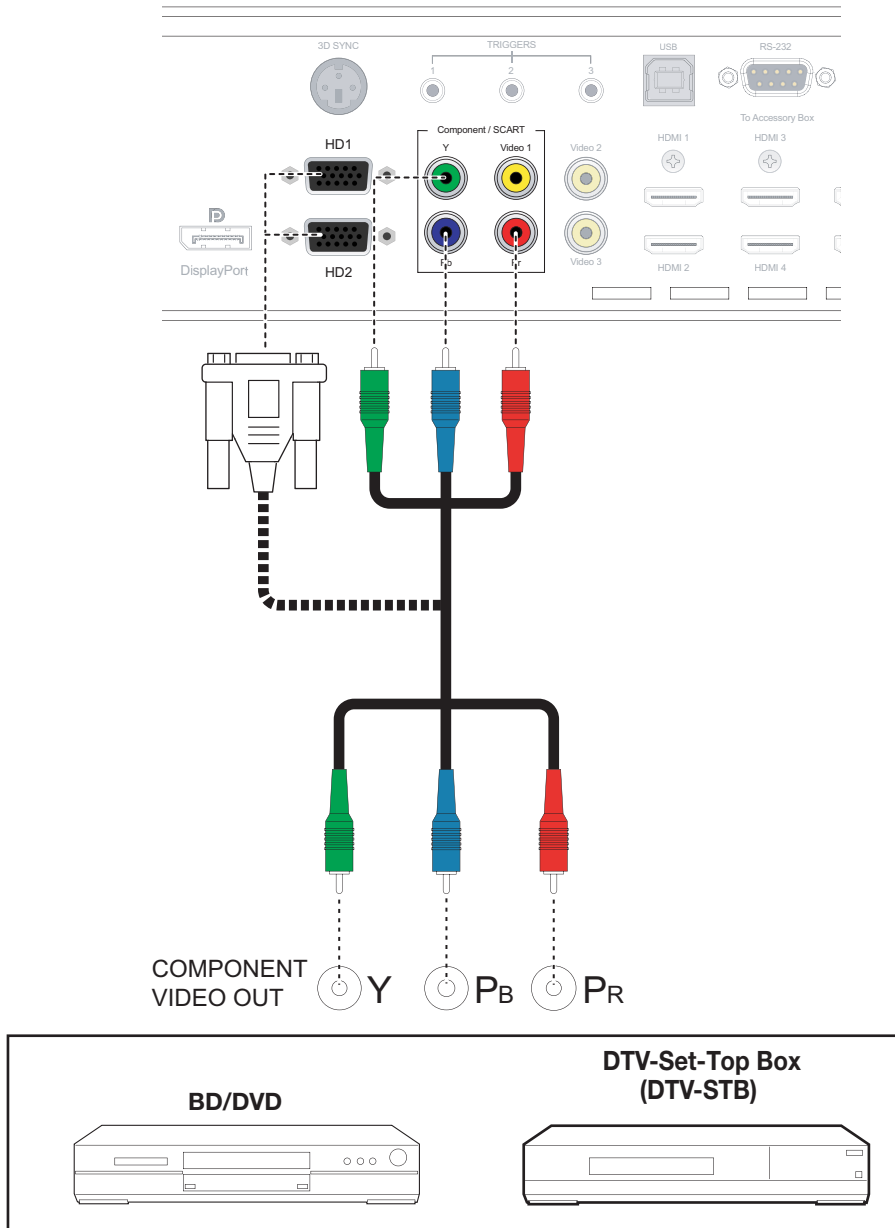 3D SYNC
TRIGGERS
USB
RS-232
1
2
3
To Accessory Box
Component / SCART
HD1
Y
Video 1
Video 2
HDMI 1
HDMI 3
DisplayPort
HD2
Pb
Pr
Video 3
HDMI 2
HDMI 4
COMPONENT
VIDEO OUT
Y
PB
PR
BD/DVD
DTV-Set-Top Box
(DTV-STB)